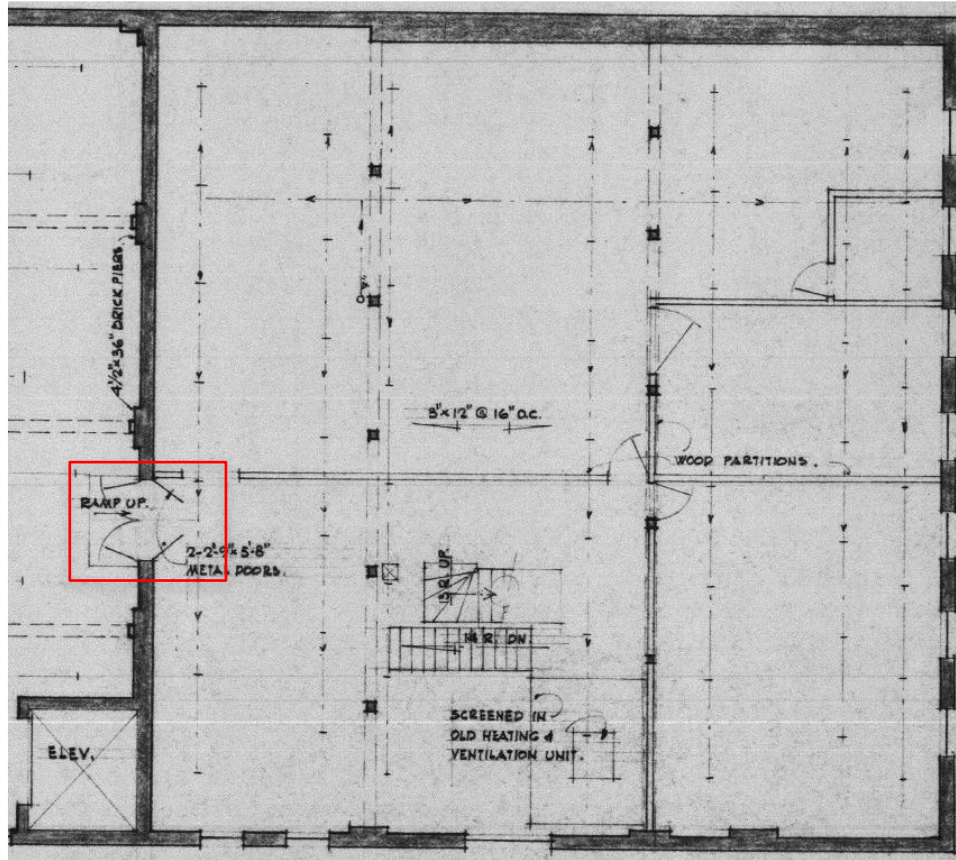 4½"x36" BRICK PIERS
3"x12" @ 16" O.C.
WOOD PARTITIONS.
RAMP UP.
2-2'-9"x5'-8"
METAL DOORS.
13 R. UP.
14 R. DN.
SCREENED IN
OLD HEATING &
VENTILATION UNIT.
ELEV.